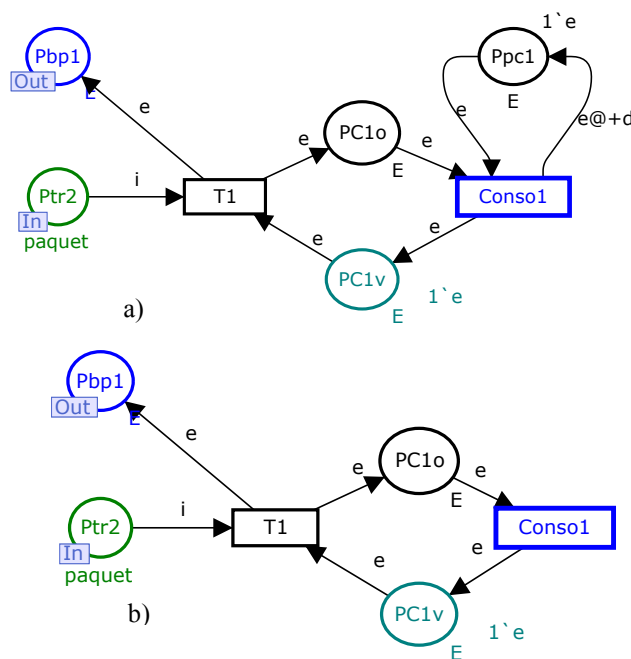 1`e
Pbp1
Out
E
e
Ppc1
E
e
e@+d
PC1o
e
e
E
Ptr2
In
paquet
i
T1
Conso1
e
e
PC1v
E
1`e
a)
Pbp1
Out
E
e
PC1o
e
e
E
Ptr2
In
paquet
i
T1
Conso1
e
e
PC1v
E
1`e
b)